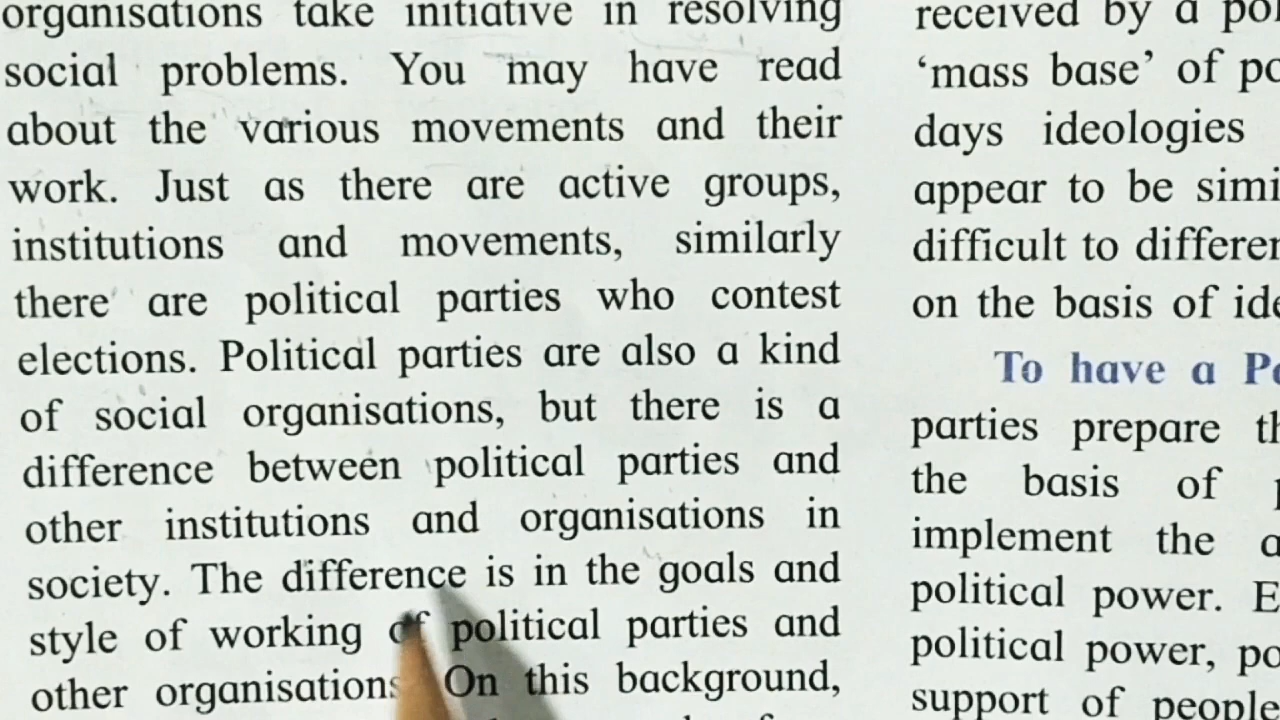 organisations take initiative in resolving
social problems. You may have read
about the various movements and their
work. Just as there are active groups,
institutions and movements, similarly
there are political parties who contest
elections. Political parties are also a kind
of social organisations, but there is a
difference between political parties and
other institutions and organisations in
society. The difference is in the goals and
style of working of political parties and
other organisations On this background,
received by a
'mass base' of
days ideologies
appear to be
difficult to
on the basis of
To have a
parties prepare
the basis of
implement the
political power.
political power,
support of people